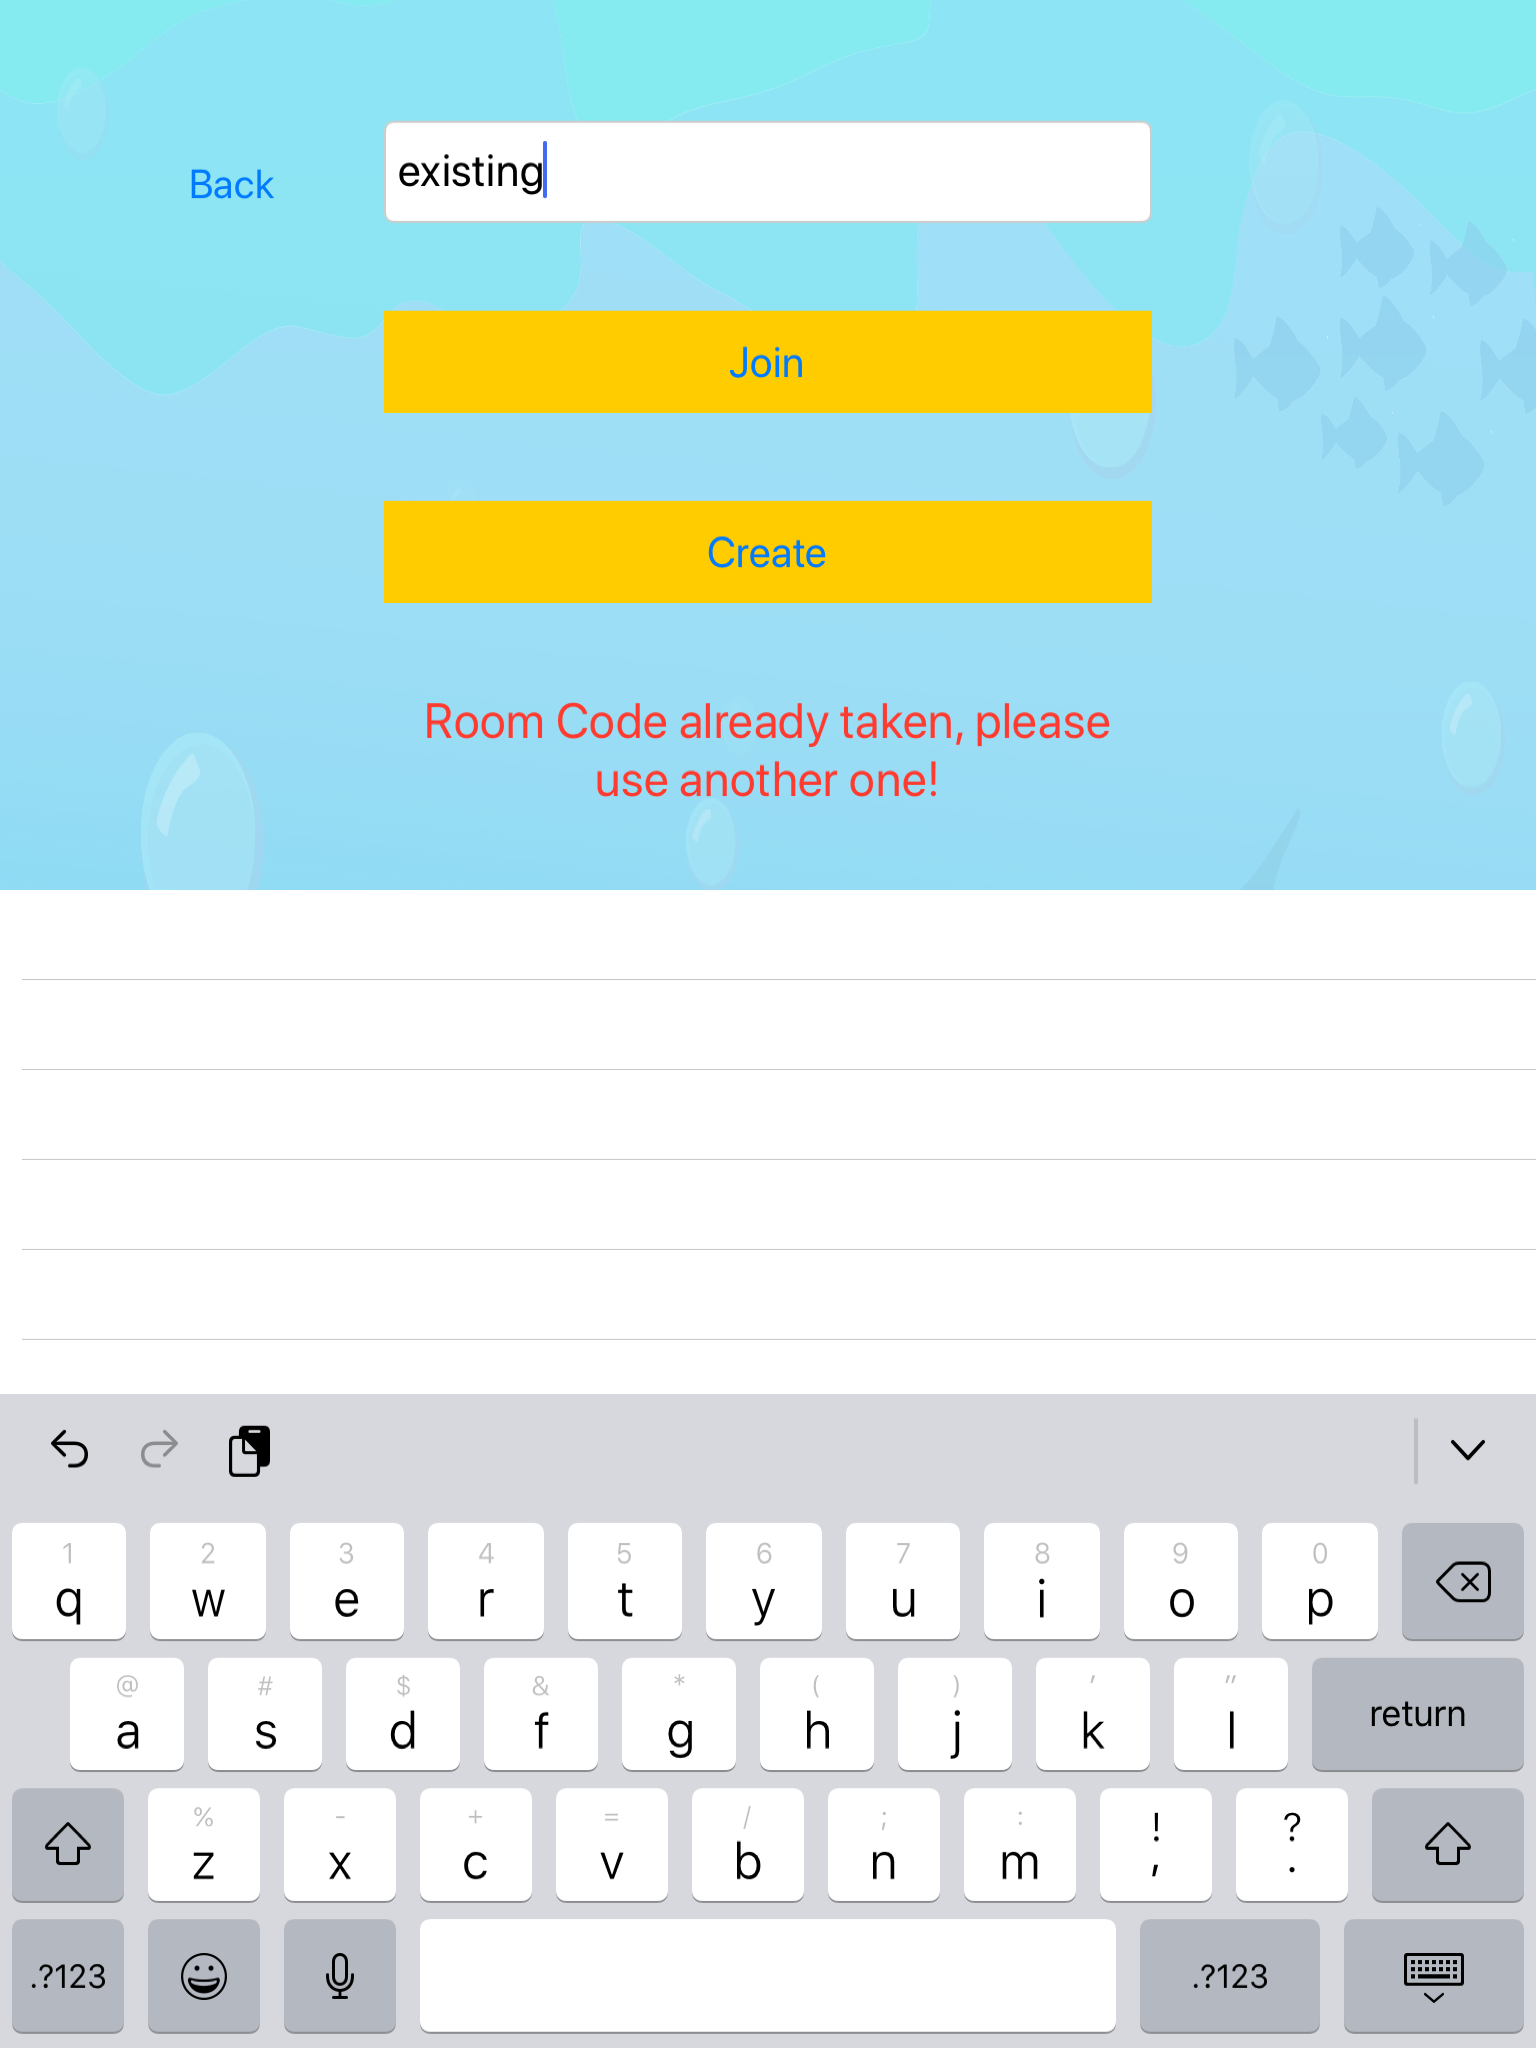 Back
existing
Join
Create
Room Code already taken, please
use another one!
1 2 3 4 5 6 7 8 9 0
q w e r t y u i o p
@ # $ & * ( ) ' "
a s d f g h j k l return
% - + = / ; : ! ?
z x c v b n m , .
.?123 .?123